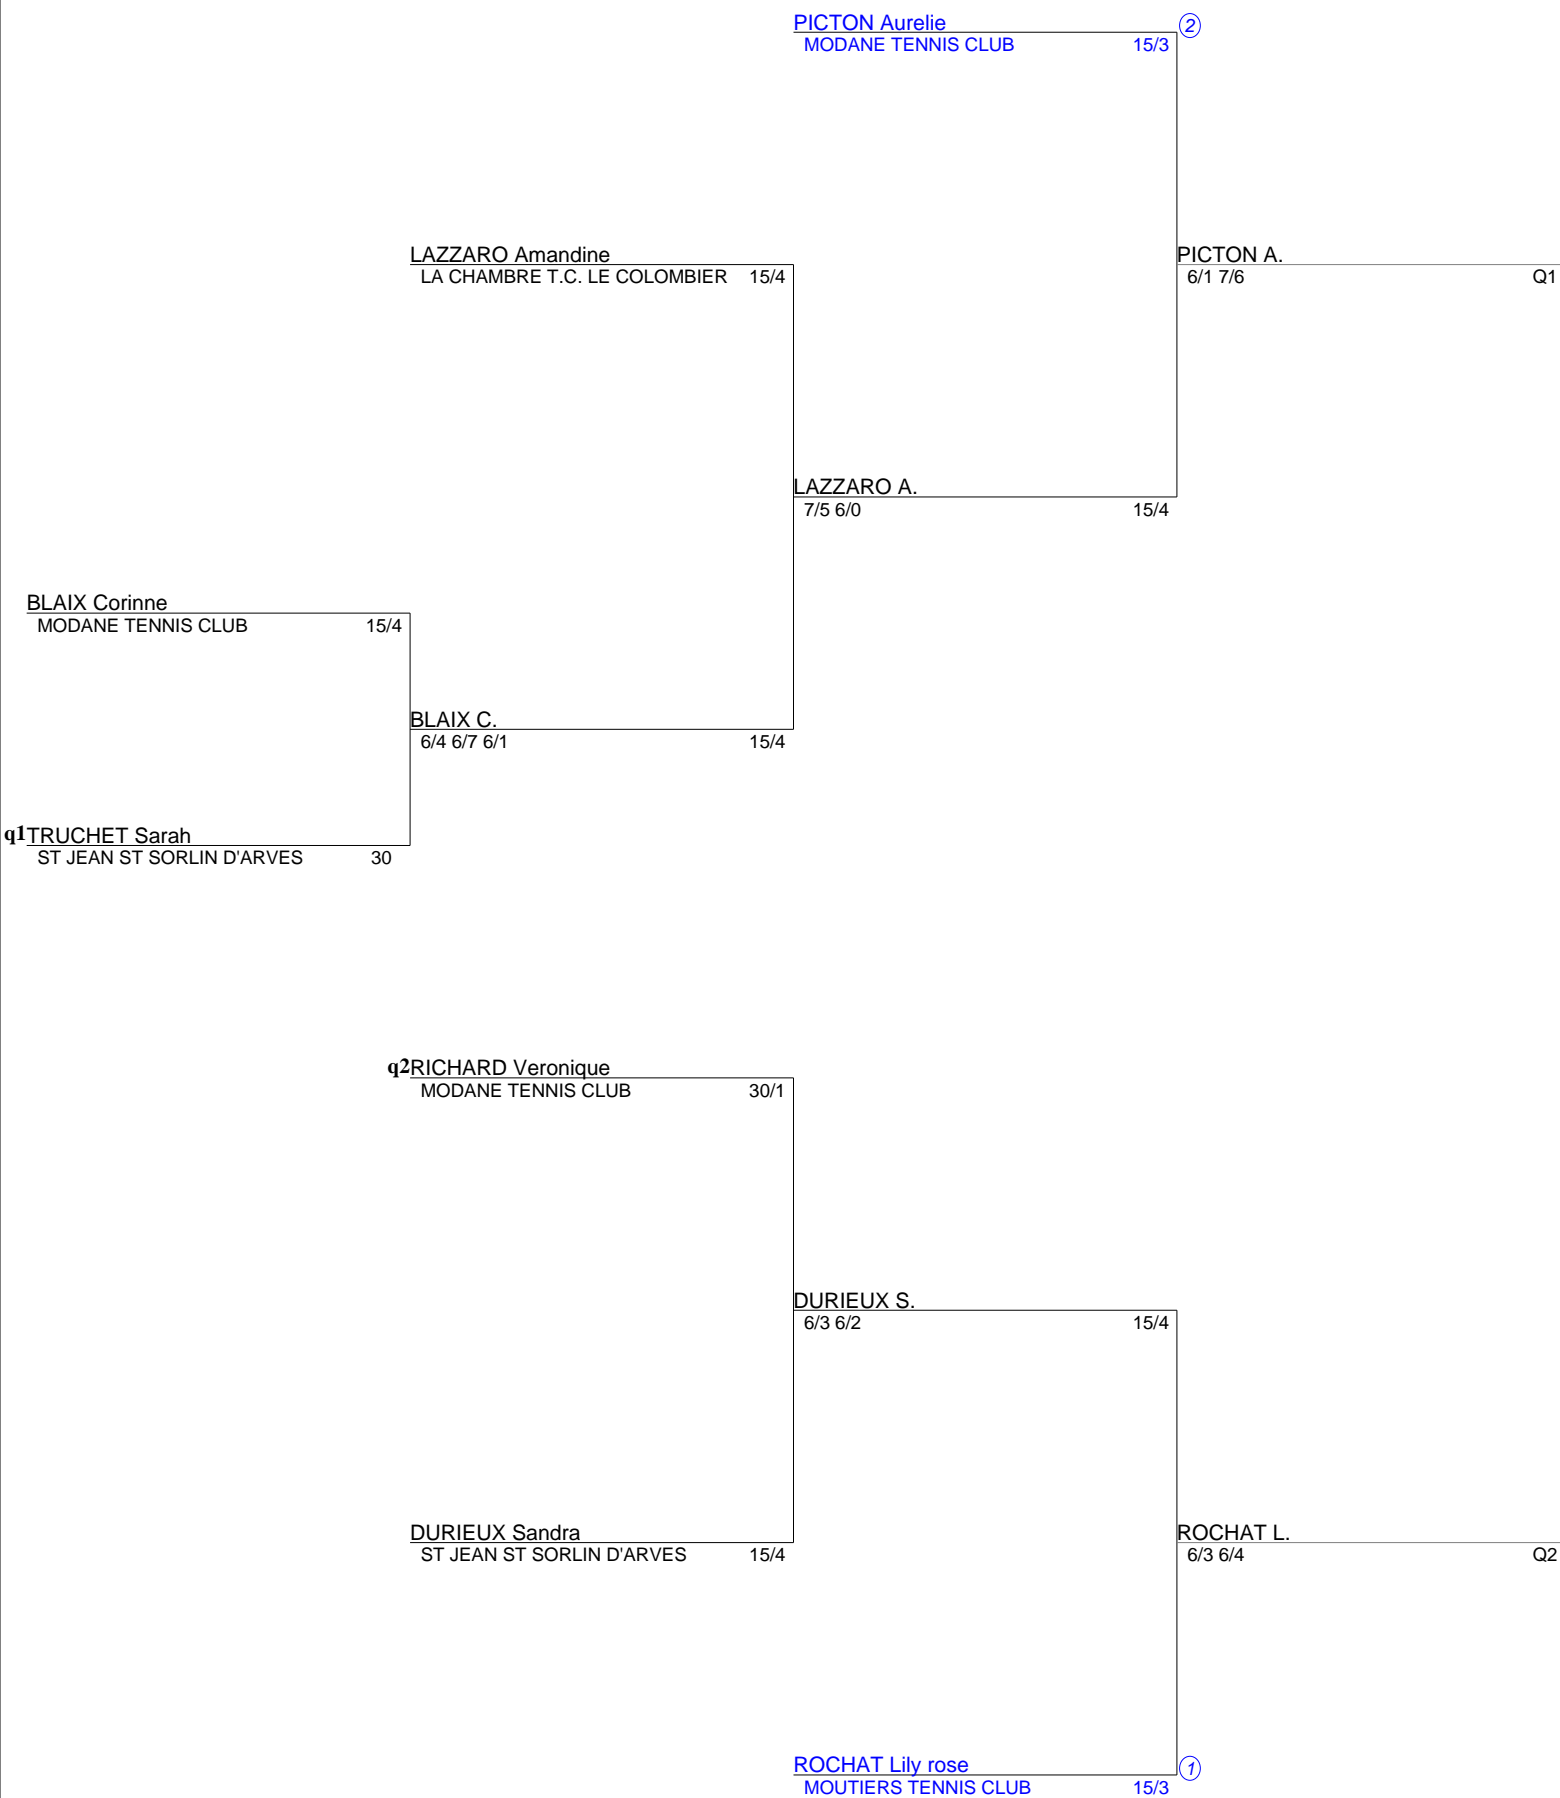 PICTON Aurelie 2
MODANE TENNIS CLUB 15/3
LAZZARO Amandine PICTON A.
LA CHAMBRE T.C. LE COLOMBIER 15/4 6/1 7/6 Q1
LAZZARO A.
7/5 6/0 15/4
BLAIX Corinne
MODANE TENNIS CLUB 15/4
BLAIX C.
6/4 6/7 6/1 15/4
q1 TRUCHET Sarah
ST JEAN ST SORLIN D'ARVES 30
q2 RICHARD Veronique
MODANE TENNIS CLUB 30/1
DURIEUX S.
6/3 6/2 15/4
DURIEUX Sandra ROCHAT L.
ST JEAN ST SORLIN D'ARVES 15/4 6/3 6/4 Q2
ROCHAT Lily rose 1
MOUTIERS TENNIS CLUB 15/3